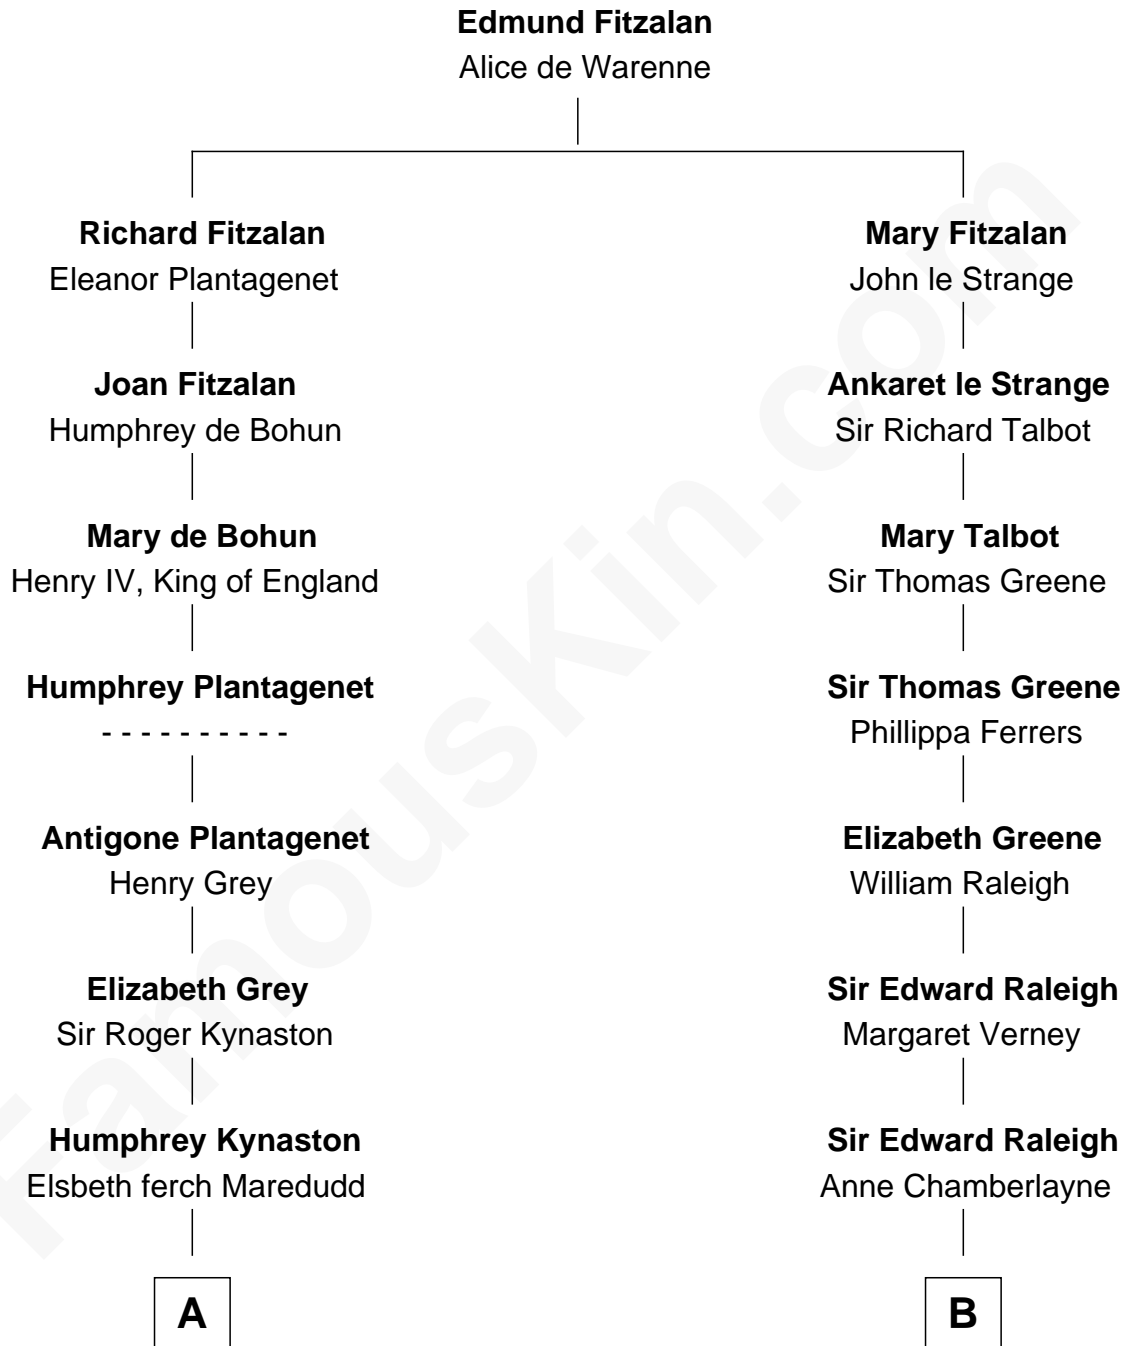 Edmund Fitzalan
Alice de Warenne
Richard Fitzalan
Eleanor Plantagenet
Joan Fitzalan
Humphrey de Bohun
Mary de Bohun
Henry IV, King of England
Humphrey Plantagenet
- - - - - - - - - -
Antigone Plantagenet
Henry Grey
Elizabeth Grey
Sir Roger Kynaston
Humphrey Kynaston
Elsbeth ferch Maredudd
A
Mary Fitzalan
John le Strange
Ankaret le Strange
Sir Richard Talbot
Mary Talbot
Sir Thomas Greene
Sir Thomas Greene
Phillippa Ferrers
Elizabeth Greene
William Raleigh
Sir Edward Raleigh
Margaret Verney
Sir Edward Raleigh
Anne Chamberlayne
B
FamousKin.com